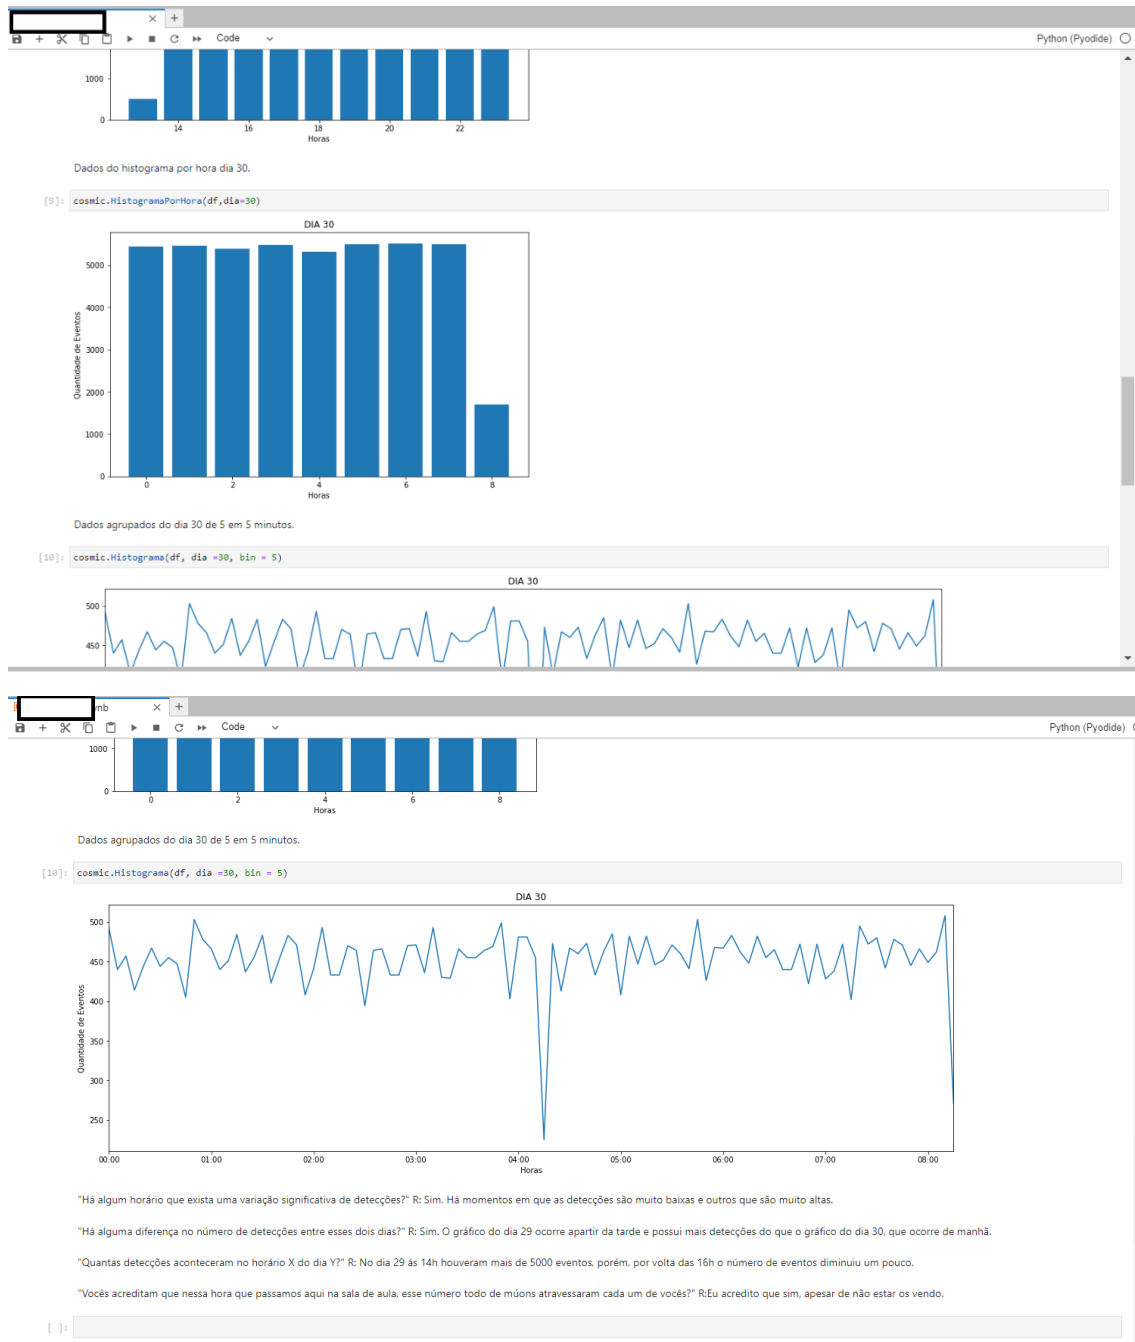 Code
Python (Pyodide)
1000
0
14 16 18 20 22
Horas
Dados do histograma por hora dia 30.
[9]: cosmic.HistogramaPorHora(df,dia=30)
DIA 30
5000
4000
3000
2000
1000
0
Quantidade de Eventos
0 2 4 6 8
Horas
Dados agrupados do dia 30 de 5 em 5 minutos.
[10]: cosmic.Histograma(df, dia =30, bin = 5)
DIA 30
500
450
ynb
Code
Python (Pyodide)
1000
0
0 2 4 6 8
Horas
Dados agrupados do dia 30 de 5 em 5 minutos.
[10]: cosmic.Histograma(df, dia =30, bin = 5)
DIA 30
500
450
400
350
300
250
Quantidade de Eventos
00:00 01:00 02:00 03:00 04:00 05:00 06:00 07:00 08:00
Horas
"Há algum horário que exista uma variação significativa de detecções?" R: Sim. Há momentos em que as detecções são muito baixas e outros que são muito altas.
"Há alguma diferença no número de detecções entre esses dois dias?" R: Sim. O gráfico do dia 29 ocorre apartir da tarde e possui mais detecções do que o gráfico do dia 30, que ocorre de manhã.
"Quantas detecções aconteceram no horário X do dia Y?" R: No dia 29 ás 14h houveram mais de 5000 eventos, porém, por volta das 16h o número de eventos diminuiu um pouco.
"Vocês acreditam que nessa hora que passamos aqui na sala de aula, esse número todo de múons atravessaram cada um de vocês?" R:Eu acredito que sim, apesar de não estar os vendo.
[ ]: